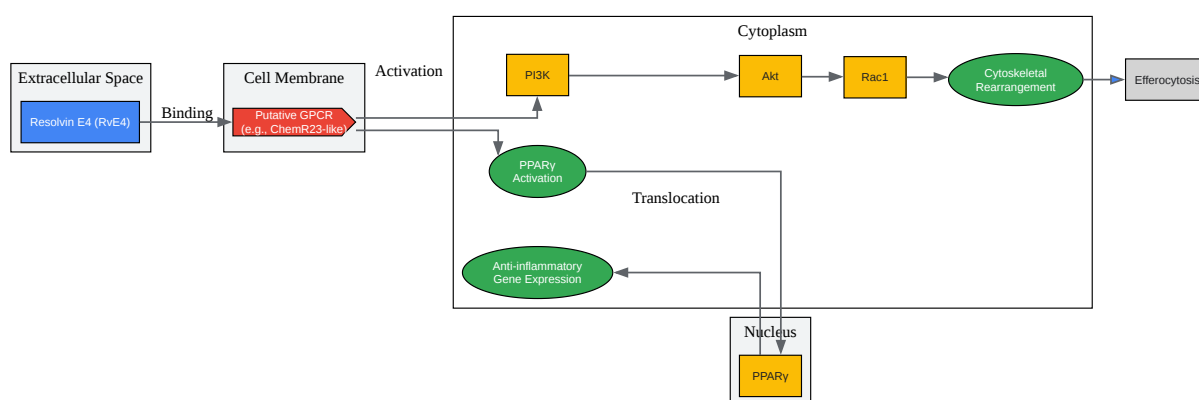 Cytoplasm
Extracellular Space
Cell Membrane
Activation
PI3K
Akt
Rac1
Cytoskeletal
Rearrangement
Efferocytosis
Resolvin E4 (RvE4)
Binding
Putative GPCR
(e.g., ChemR23-like)
PPARγ
Activation
Translocation
Anti-inflammatory
Gene Expression
Nucleus
PPARγ